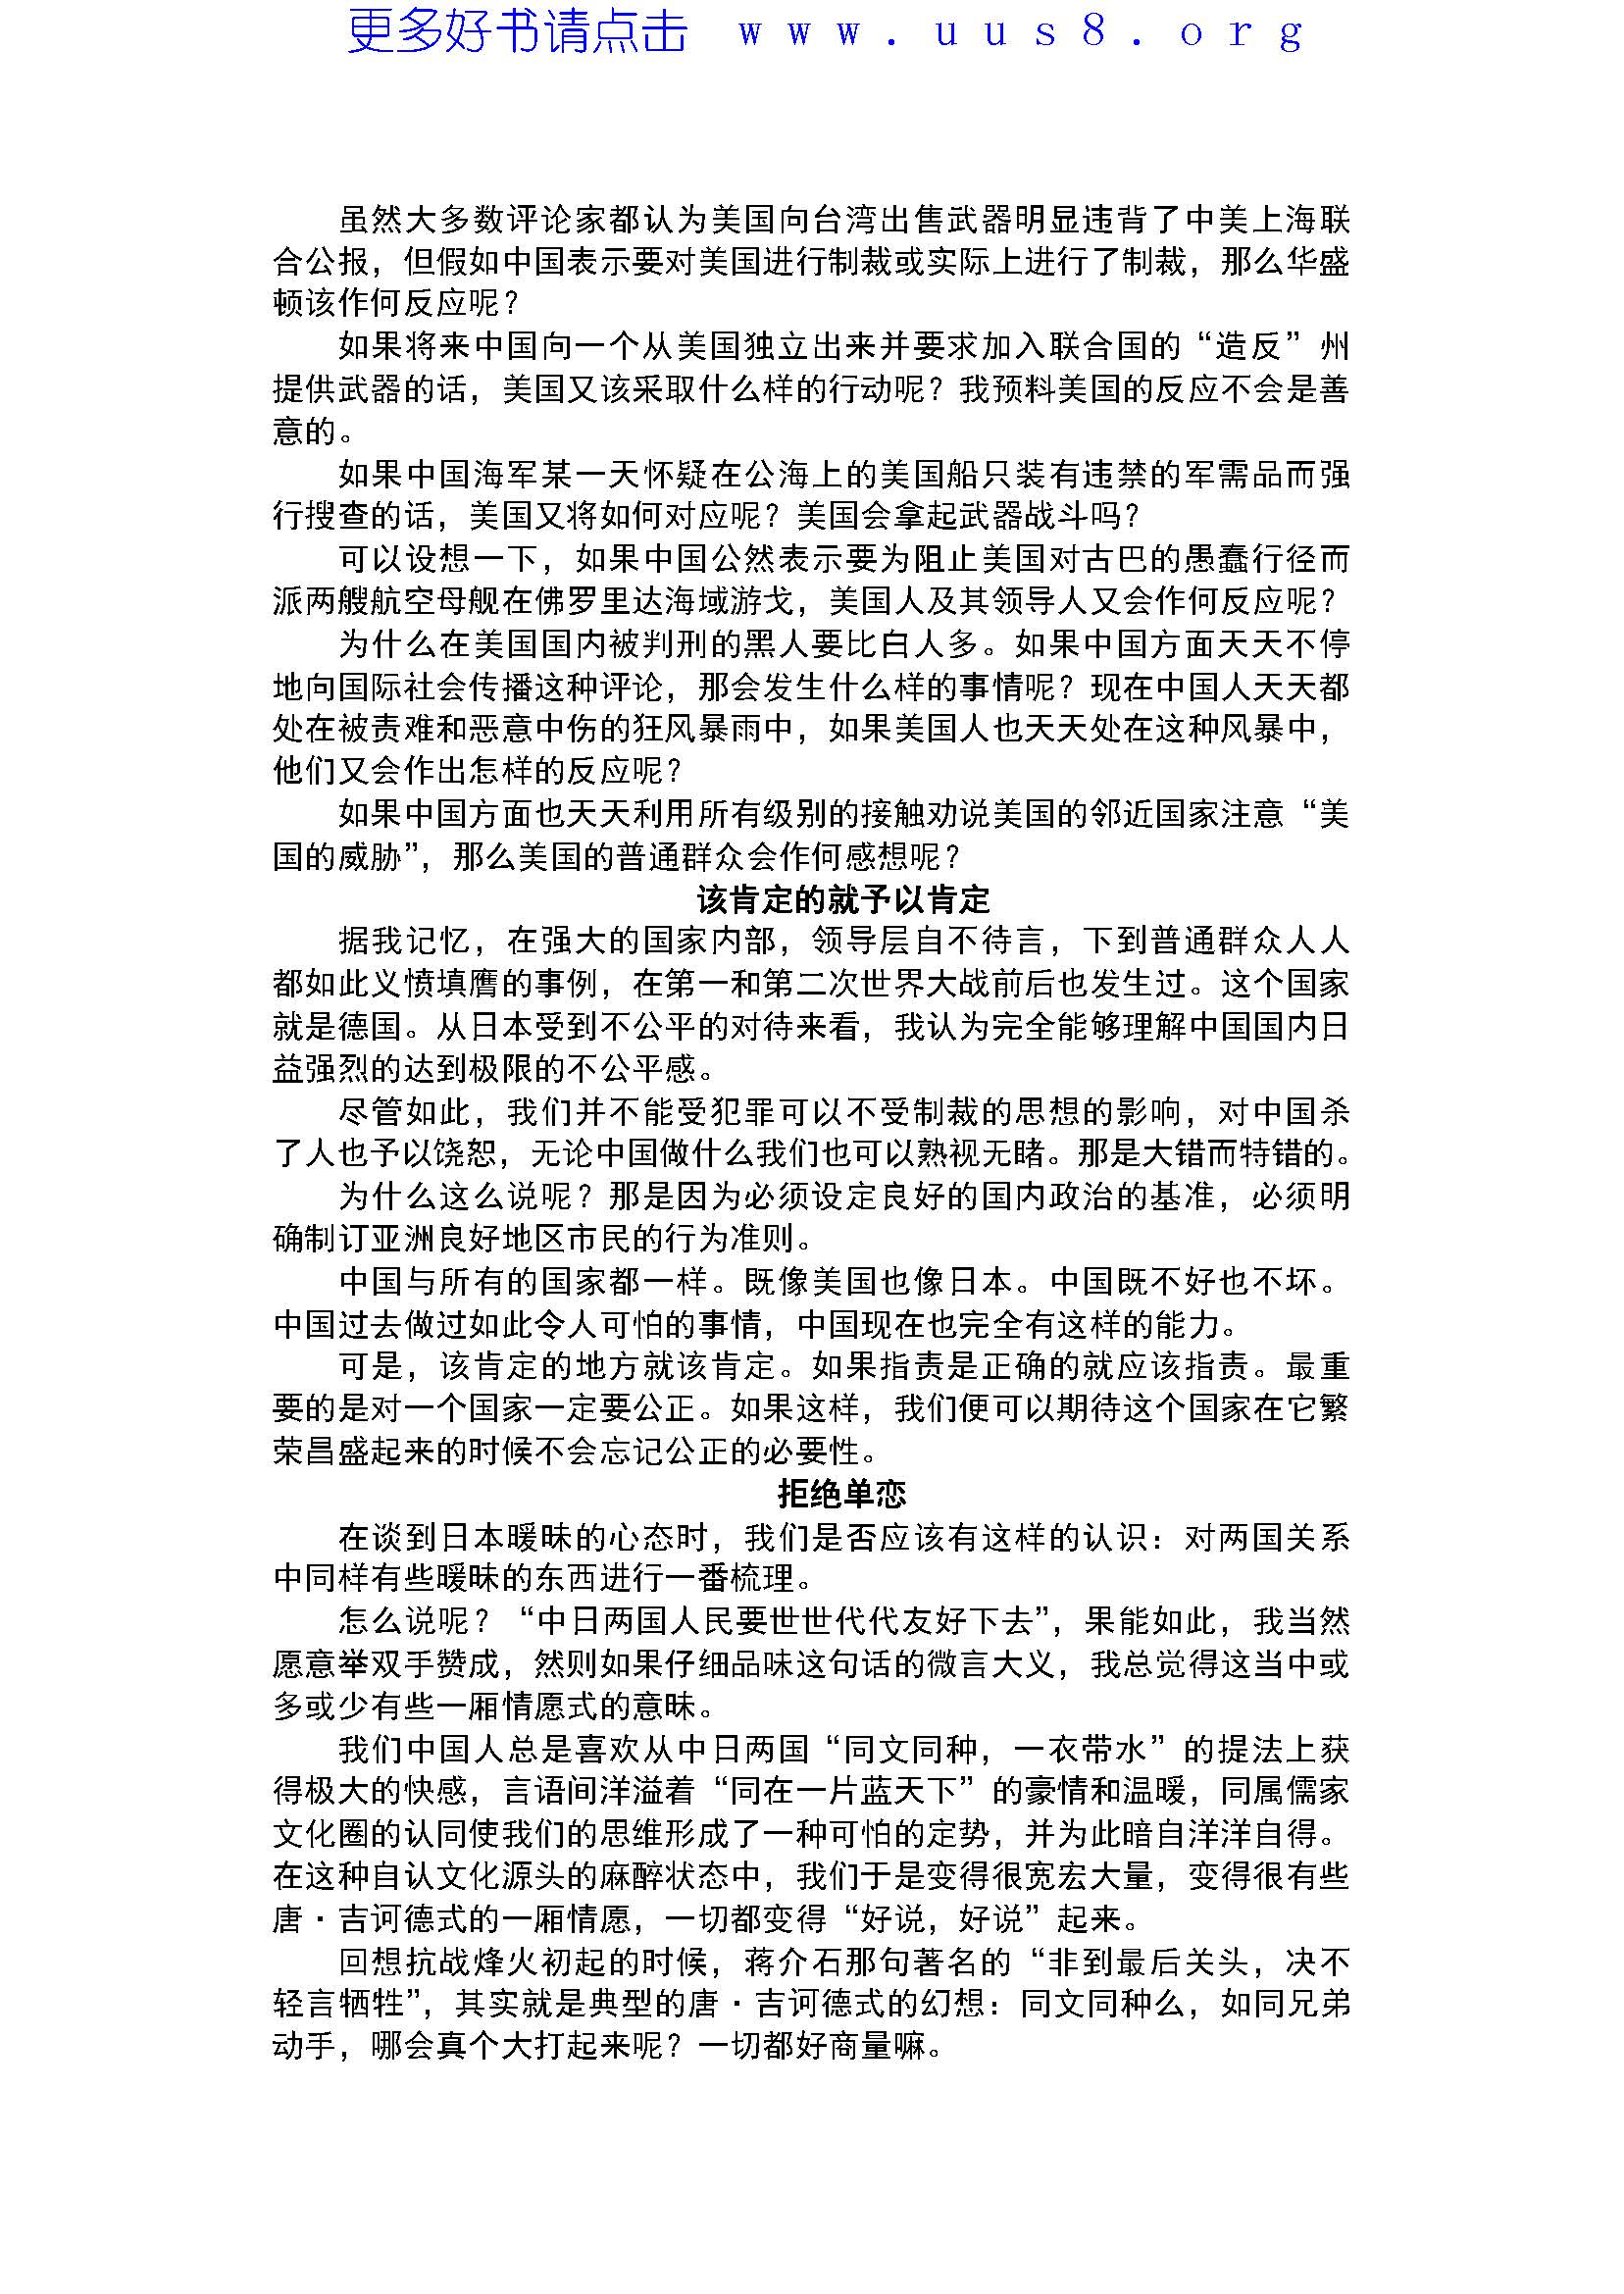 更多好书请点击 www.uus8.org
虽然大多数评论家都认为美国向台湾出售武器明显违背了中美上海联
合公报，但假如中国表示要对美国进行制裁或实际上进行了制裁，那么华盛
顿该作何反应呢？
如果将来中国向一个从美国独立出来并要求加入联合国的“造反”州
提供武器的话，美国又该采取什么样的行动呢？我预料美国的反应不会是善
意的。
如果中国海军某一天怀疑在公海上的美国船只装有违禁的军需品而强
行搜查的话，美国又将如何对应呢？美国会拿起武器战斗吗？
可以设想一下，如果中国公然表示要为阻止美国对古巴的愚蠢行径而
派两艘航空母舰在佛罗里达海域游戈，美国人及其领导人又会作何反应呢？
为什么在美国国内被判刑的黑人要比白人多。如果中国方面天天不停
地向国际社会传播这种评论，那会发生什么样的事情呢？现在中国人天天都
处在被责难和恶意中伤的狂风暴雨中，如果美国人也天天处在这种风暴中，
他们又会作出怎样的反应呢？
如果中国方面也天天利用所有级别的接触劝说美国的邻近国家注意“美
国的威胁”，那么美国的普通群众会作何感想呢？
该肯定的就予以肯定
据我记忆，在强大的国家内部，领导层自不待言，下到普通群众人人
都如此义愤填膺的事例，在第一和第二次世界大战前后也发生过。这个国家
就是德国。从日本受到不公平的对待来看，我认为完全能够理解中国国内日
益强烈的达到极限的不公平感。
尽管如此，我们并不能受犯罪可以不受制裁的思想的影响，对中国杀
了人也予以饶恕，无论中国做什么我们也可以熟视无睹。那是大错而特错的。
为什么这么说呢？那是因为必须设定良好的国内政治的基准，必须明
确制订亚洲良好地区市民的行为准则。
中国与所有的国家都一样。既像美国也像日本。中国既不好也不坏。
中国过去做过如此令人可怕的事情，中国现在也完全有这样的能力。
可是，该肯定的地方就该肯定。如果指责是正确的就应该指责。最重
要的是对一个国家一定要公正。如果这样，我们便可以期待这个国家在它繁
荣昌盛起来的时候不会忘记公正的必要性。
拒绝单恋
在谈到日本暖昧的心态时，我们是否应该有这样的认识：对两国关系
中同样有些暖昧的东西进行一番梳理。
怎么说呢？“中日两国人民要世世代代友好下去”，果能如此，我当然
愿意举双手赞成，然则如果仔细品味这句话的微言大义，我总觉得这当中或
多或少有些一厢情愿式的意味。
我们中国人总是喜欢从中日两国“同文同种，一衣带水”的提法上获
得极大的快感，言语间洋溢着“同在一片蓝天下”的豪情和温暖，同属儒家
文化圈的认同使我们的思维形成了一种可怕的定势，并为此暗自洋洋自得。
在这种自认文化源头的麻醉状态中，我们于是变得很宽宏大量，变得很有些
唐·吉诃德式的一厢情愿，一切都变得“好说，好说”起来。
回想抗战烽火初起的时候，蒋介石那句著名的“非到最后关头，决不
轻言牺牲”，其实就是典型的唐·吉诃德式的幻想：同文同种么，如同兄弟
动手，哪会真个大打起来呢？一切都好商量嘛。